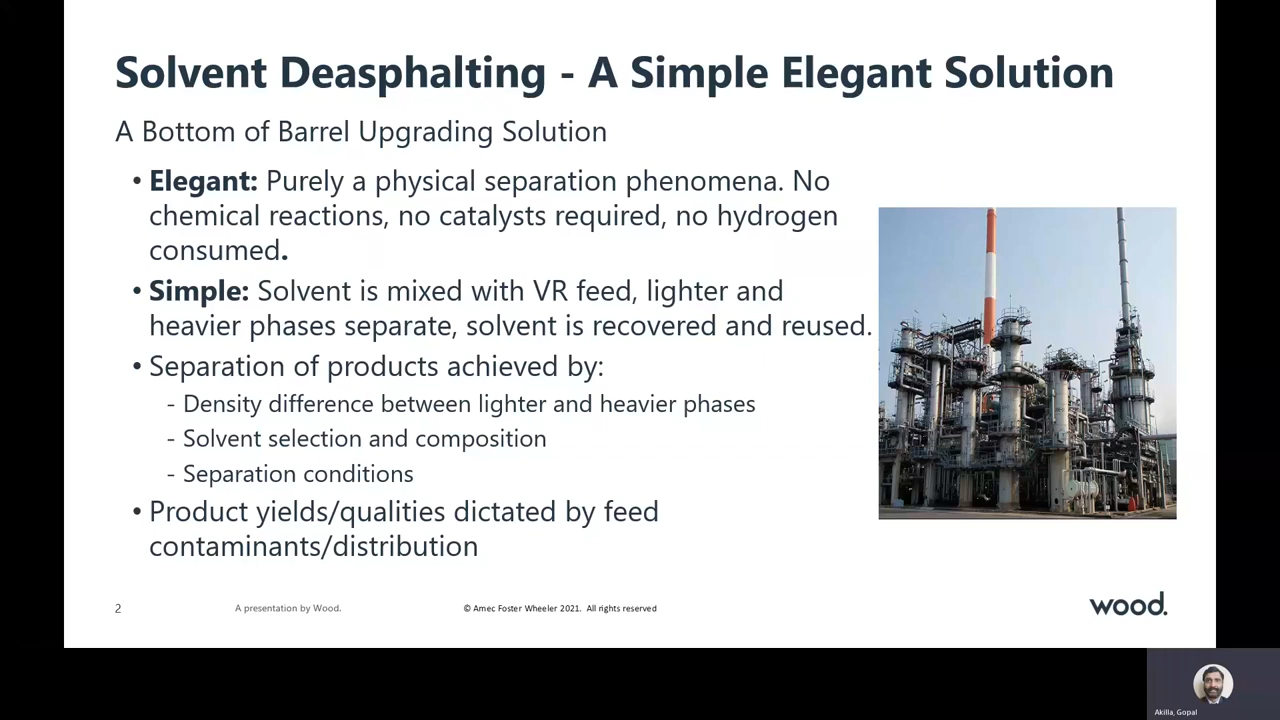 Solvent Deasphalting - A Simple Elegant Solution
A Bottom of Barrel Upgrading Solution
• Elegant: Purely a physical separation phenomena. No
chemical reactions, no catalysts required, no hydrogen
consumed.
• Simple: Solvent is mixed with VR feed, lighter and
heavier phases separate, solvent is recovered and reused.
• Separation of products achieved by:
- Density difference between lighter and heavier phases
- Solvent selection and composition
- Separation conditions
• Product yields/qualities dictated by feed
contaminants/distribution
2 A presentation by Wood. © Amec Foster Wheeler 2021. All rights reserved wood.
Akilla, Gopal